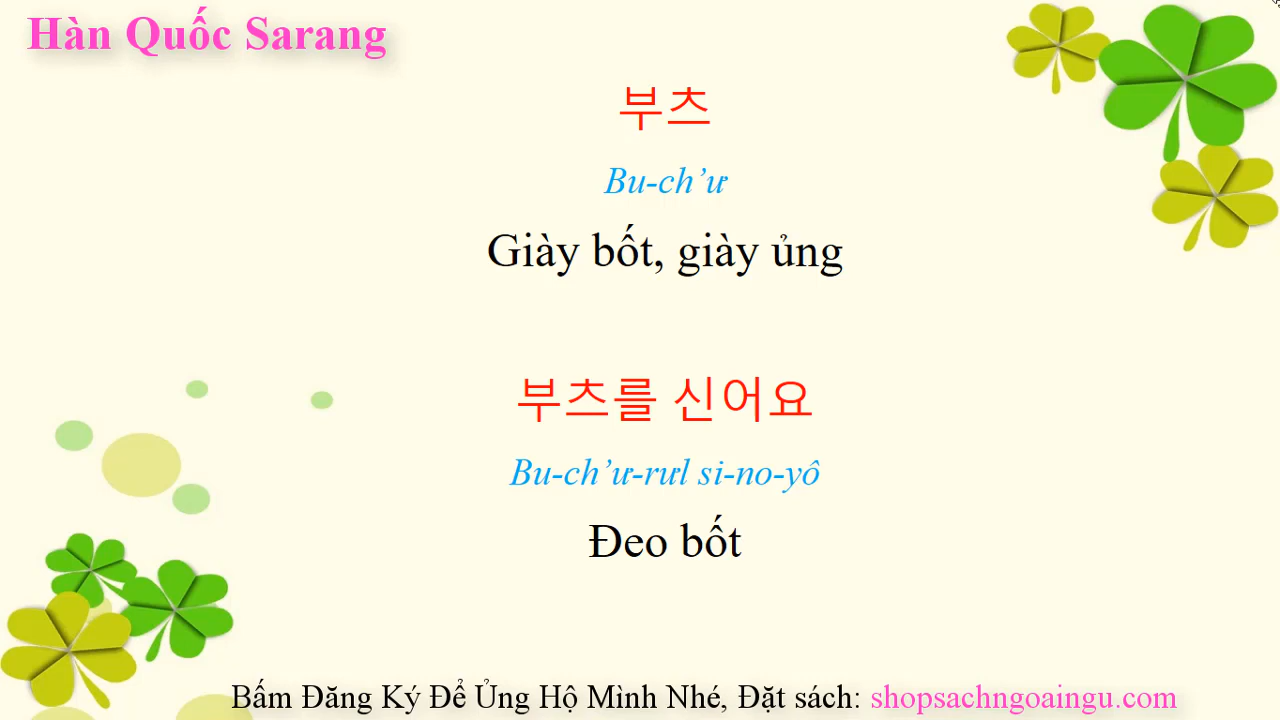 Hàn Quốc Sarang
부츠
Bu-ch’ư
Giày bốt, giày ủng
부츠를 신어요
Bu-ch’ư-rưl si-no-yô
Đeo bốt
Bấm Đăng Ký Để Ủng Hộ Mình Nhé, Đặt sách: shopsachngoaingu.com